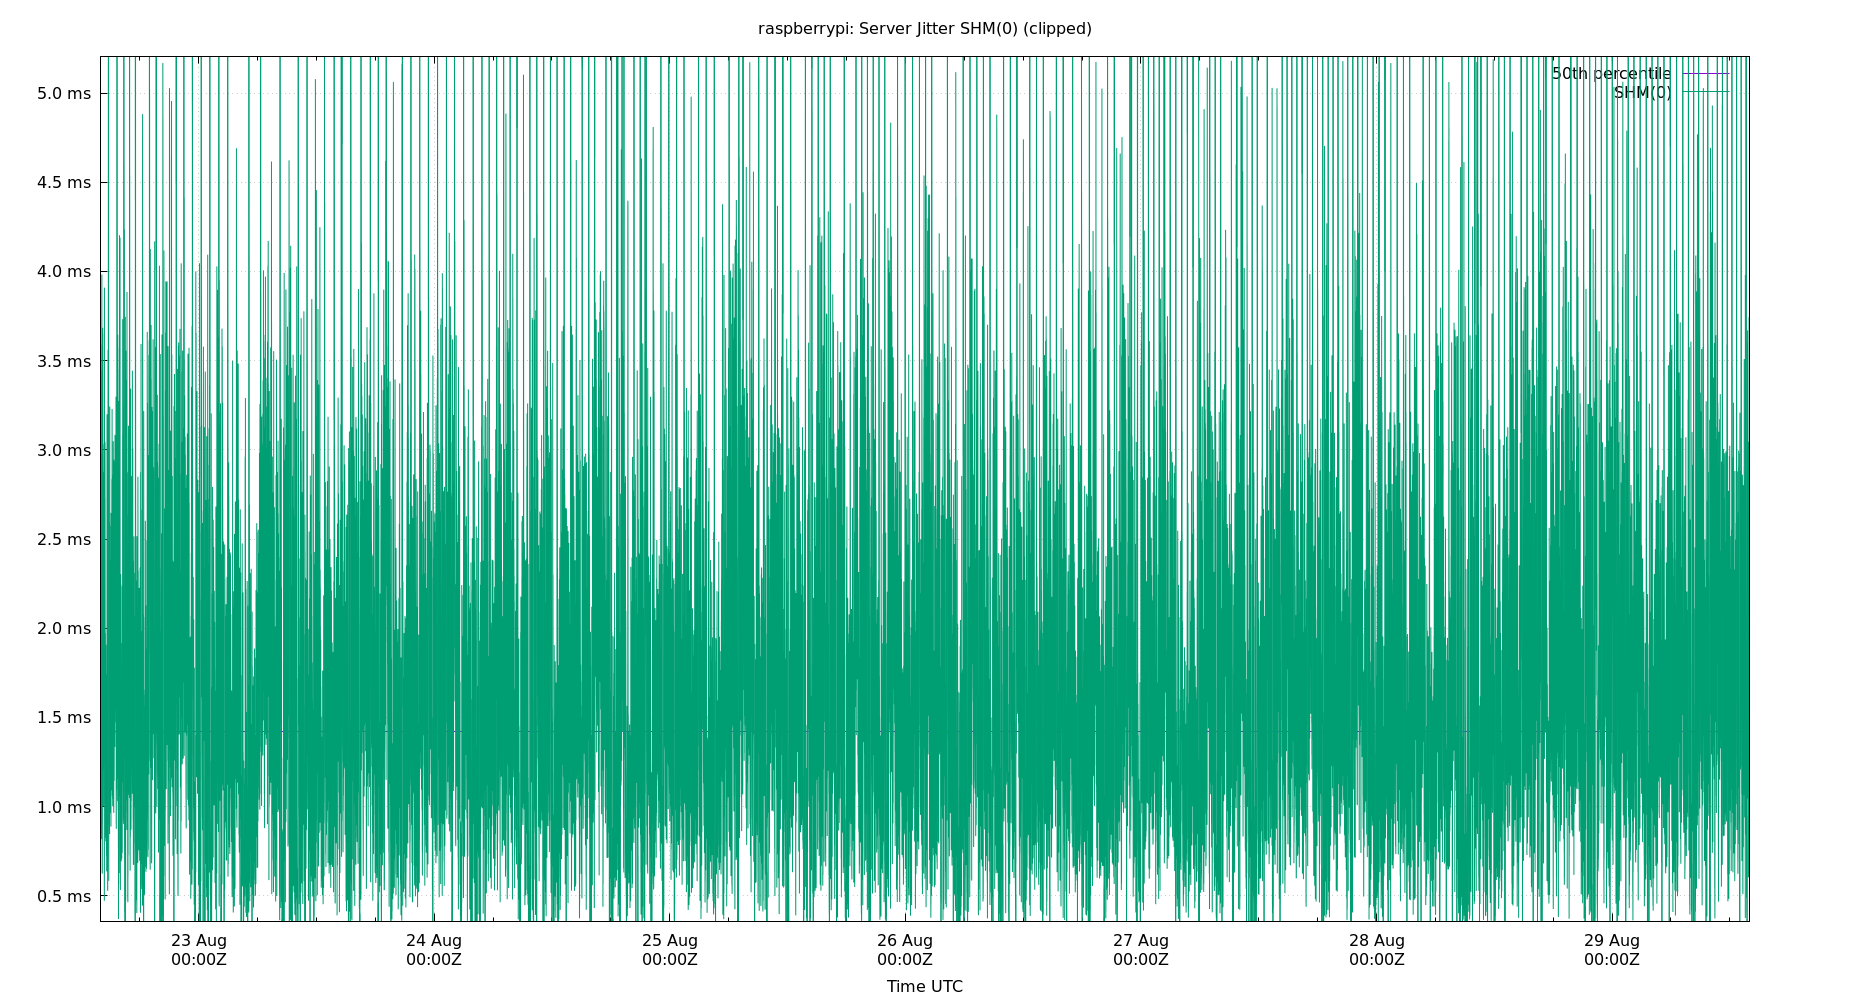 raspberrypi: Server Jitter SHM(0) (clipped)
50th percentile
SHM(0)
5.0 ms
4.5 ms
4.0 ms
3.5 ms
3.0 ms
2.5 ms
2.0 ms
1.5 ms
1.0 ms
0.5 ms
23 Aug 24 Aug 25 Aug 26 Aug 27 Aug 28 Aug 29 Aug
00:00Z 00:00Z 00:00Z 00:00Z 00:00Z 00:00Z 00:00Z
Time UTC